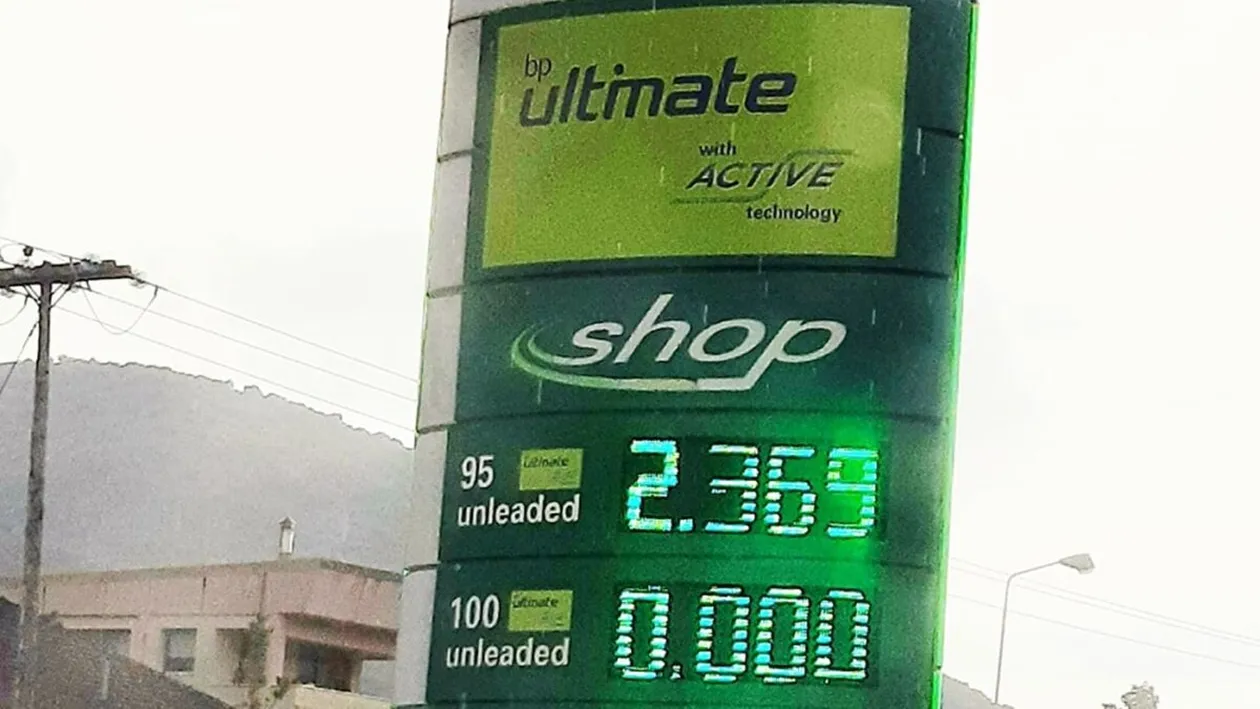 bp
ultimate
with
ACTIVE
technology
shop
95 ultimate
unleaded
2.369
100 ultimate
unleaded
0.000